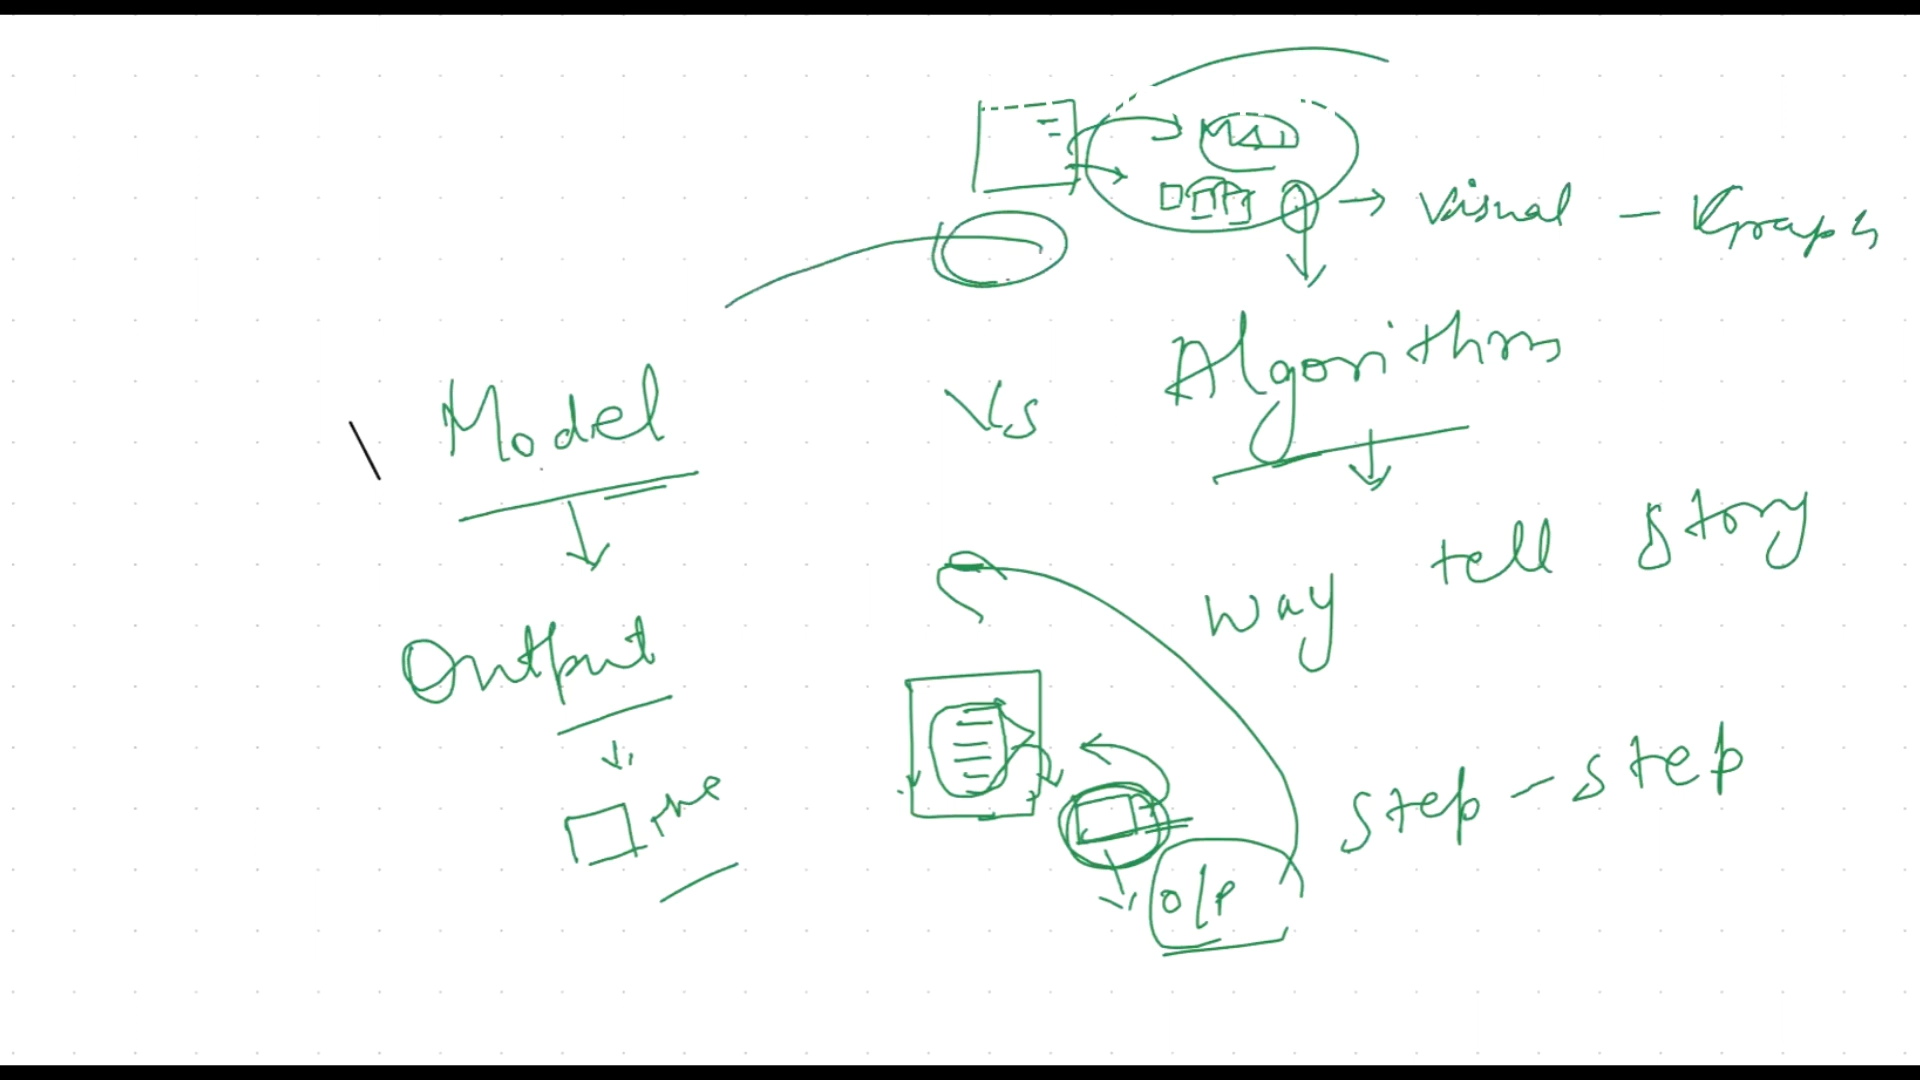 Visual - Graphs
Model Vs Algorithms
way tell story
Output
step-step
O/P